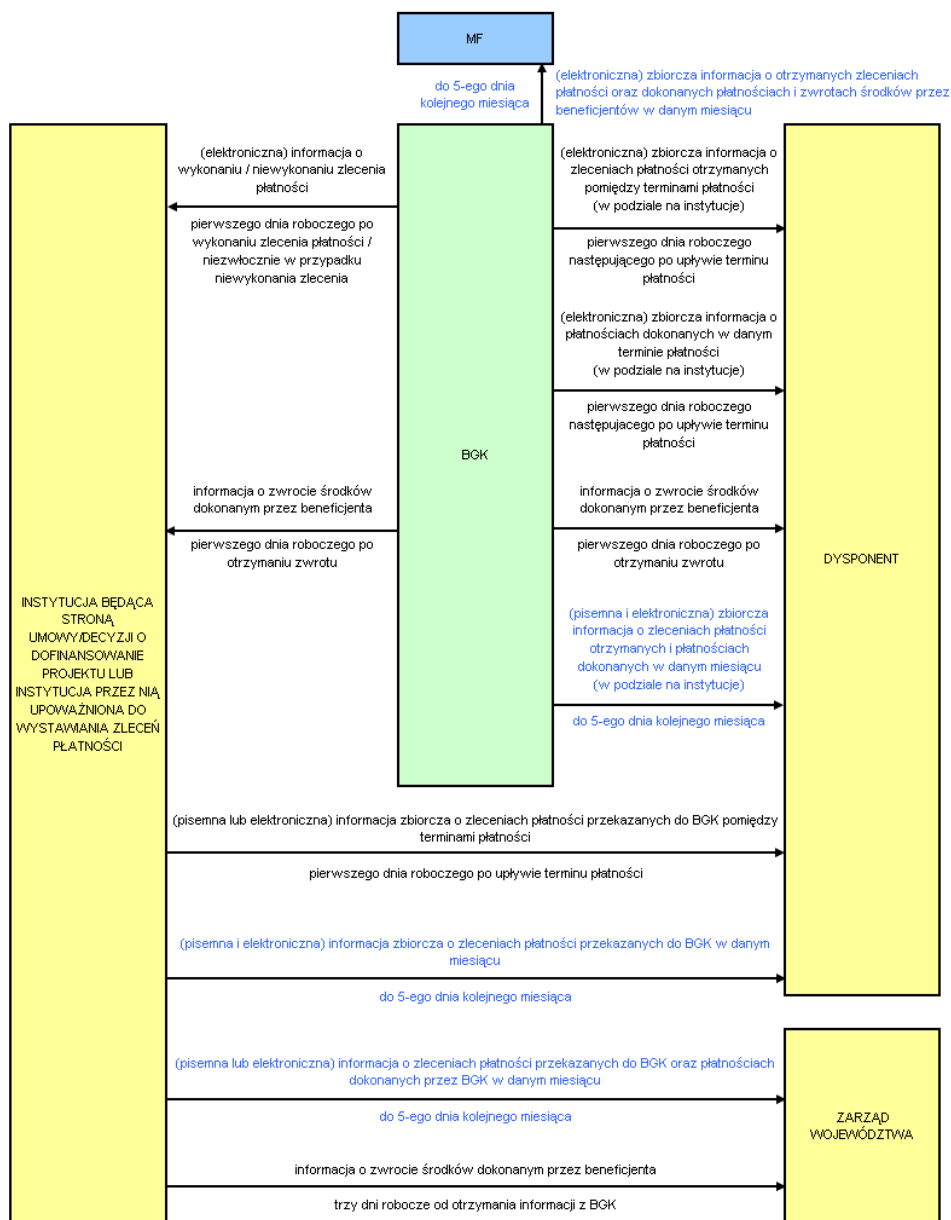 MF
do 5-ego dnia
kolejnego miesiąca
(elektroniczna) zbiorcza informacja o otrzymanych zleceniach
płatności oraz dokonanych płatnościach i zwrotach środków przez
beneficjentów w danym miesiącu
(elektroniczna) informacja o
wykonaniu / niewykonaniu zlecenia
płatności
pierwszego dnia roboczego po
wykonaniu zlecenia płatności /
niezwłocznie w przypadku
niewykonania zlecenia
(elektroniczna) zbiorcza informacja o
zleceniach płatności otrzymanych
pomiędzy terminami płatności
(w podziale na instytucje)
pierwszego dnia roboczego
następującego po upływie terminu
płatności
(elektroniczna) zbiorcza informacja o
płatnościach dokonanych w danym
terminie płatności
(w podziale na instytucje)
pierwszego dnia roboczego
następujacego po upływie terminu
płatności
BGK
informacja o zwrocie środków
dokonanym przez beneficjenta
pierwszego dnia roboczego po
otrzymaniu zwrotu
informacja o zwrocie środków
dokonanym przez beneficjenta
pierwszego dnia roboczego po
otrzymaniu zwrotu
DYSPONENT
INSTYTUCJA BĘDĄCA
STRONĄ
UMOWY/DECYZJI O
DOFINANSOWANIE
PROJEKTU LUB
INSTYTUCJA PRZEZ NIĄ
UPOWAŻNIONA DO
WYSTAWIANIA ZLECEŃ
PŁATNOŚCI
(pisemna i elektroniczna) zbiorcza
informacja o zleceniach płatności
otrzymanych i płatnościach
dokonanych w danym miesiącu
(w podziale na instytucje)
do 5-ego dnia kolejnego miesiąca
(pisemna lub elektroniczna) informacja zbiorcza o zleceniach płatności przekazanych do BGK pomiędzy
terminami płatności
pierwszego dnia roboczego po upływie terminu płatności
(pisemna i elektroniczna) informacja zbiorcza o zleceniach płatności przekazanych do BGK w danym
miesiącu
do 5-ego dnia kolejnego miesiąca
(pisemna lub elektroniczna) informacja o zleceniach płatności przekazanych do BGK oraz płatnościach
dokonanych przez BGK w danym miesiącu
do 5-ego dnia kolejnego miesiąca
ZARZĄD
WOJEWÓDZTWA
informacja o zwrocie środków dokonanym przez beneficjenta
trzy dni robocze od otrzymania informacji z BGK